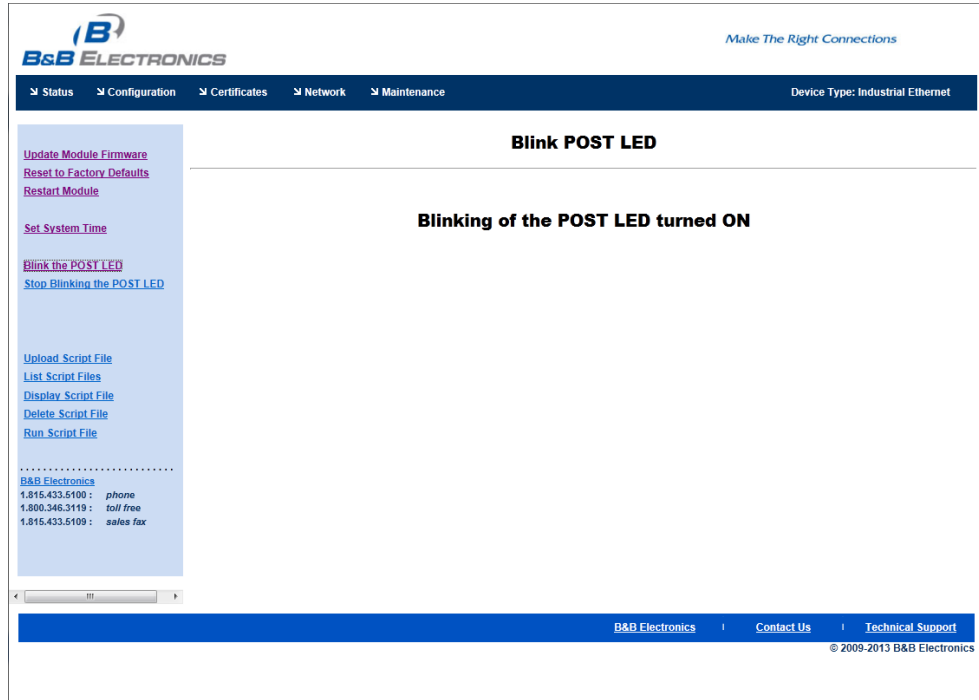 B
B&B ELECTRONICS
Make The Right Connections
Status Configuration Certificates Network Maintenance Device Type: Industrial Ethernet
Update Module Firmware
Reset to Factory Defaults
Restart Module
Set System Time
Blink the POST LED
Stop Blinking the POST LED
Upload Script File
List Script Files
Display Script File
Delete Script File
Run Script File
B&B Electronics
1.815.433.5100 : phone
1.800.346.3119 : toll free
1.815.433.5109 : sales fax
Blink POST LED
Blinking of the POST LED turned ON
B&B Electronics | Contact Us | Technical Support
© 2009-2013 B&B Electronics